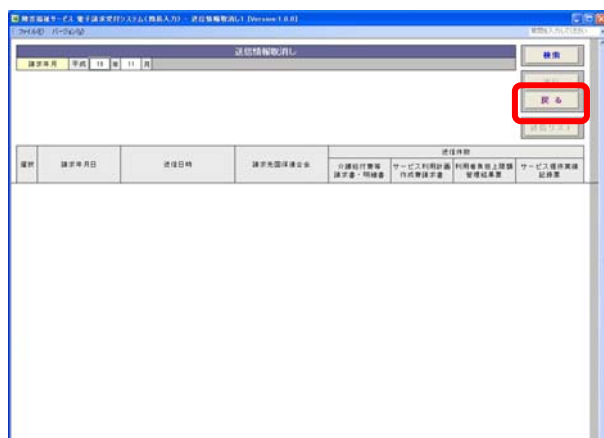 障害福祉サービス 電子請求受付システム(簡易入力) - 送信情報取消し [Version 1.0.0]
ファイル(F) バージョン(V)
送信情報取消し
検索
請求年月 平成 18 年 11 月
戻る
送信リスト
送信件数
選択 請求年月日 送信日時 請求先国保連合会
介護給付費等 サービス利用計画 利用者負担上限額 サービス提供実績
請求書・明細書 作成費請求書 管理結果票 記録票